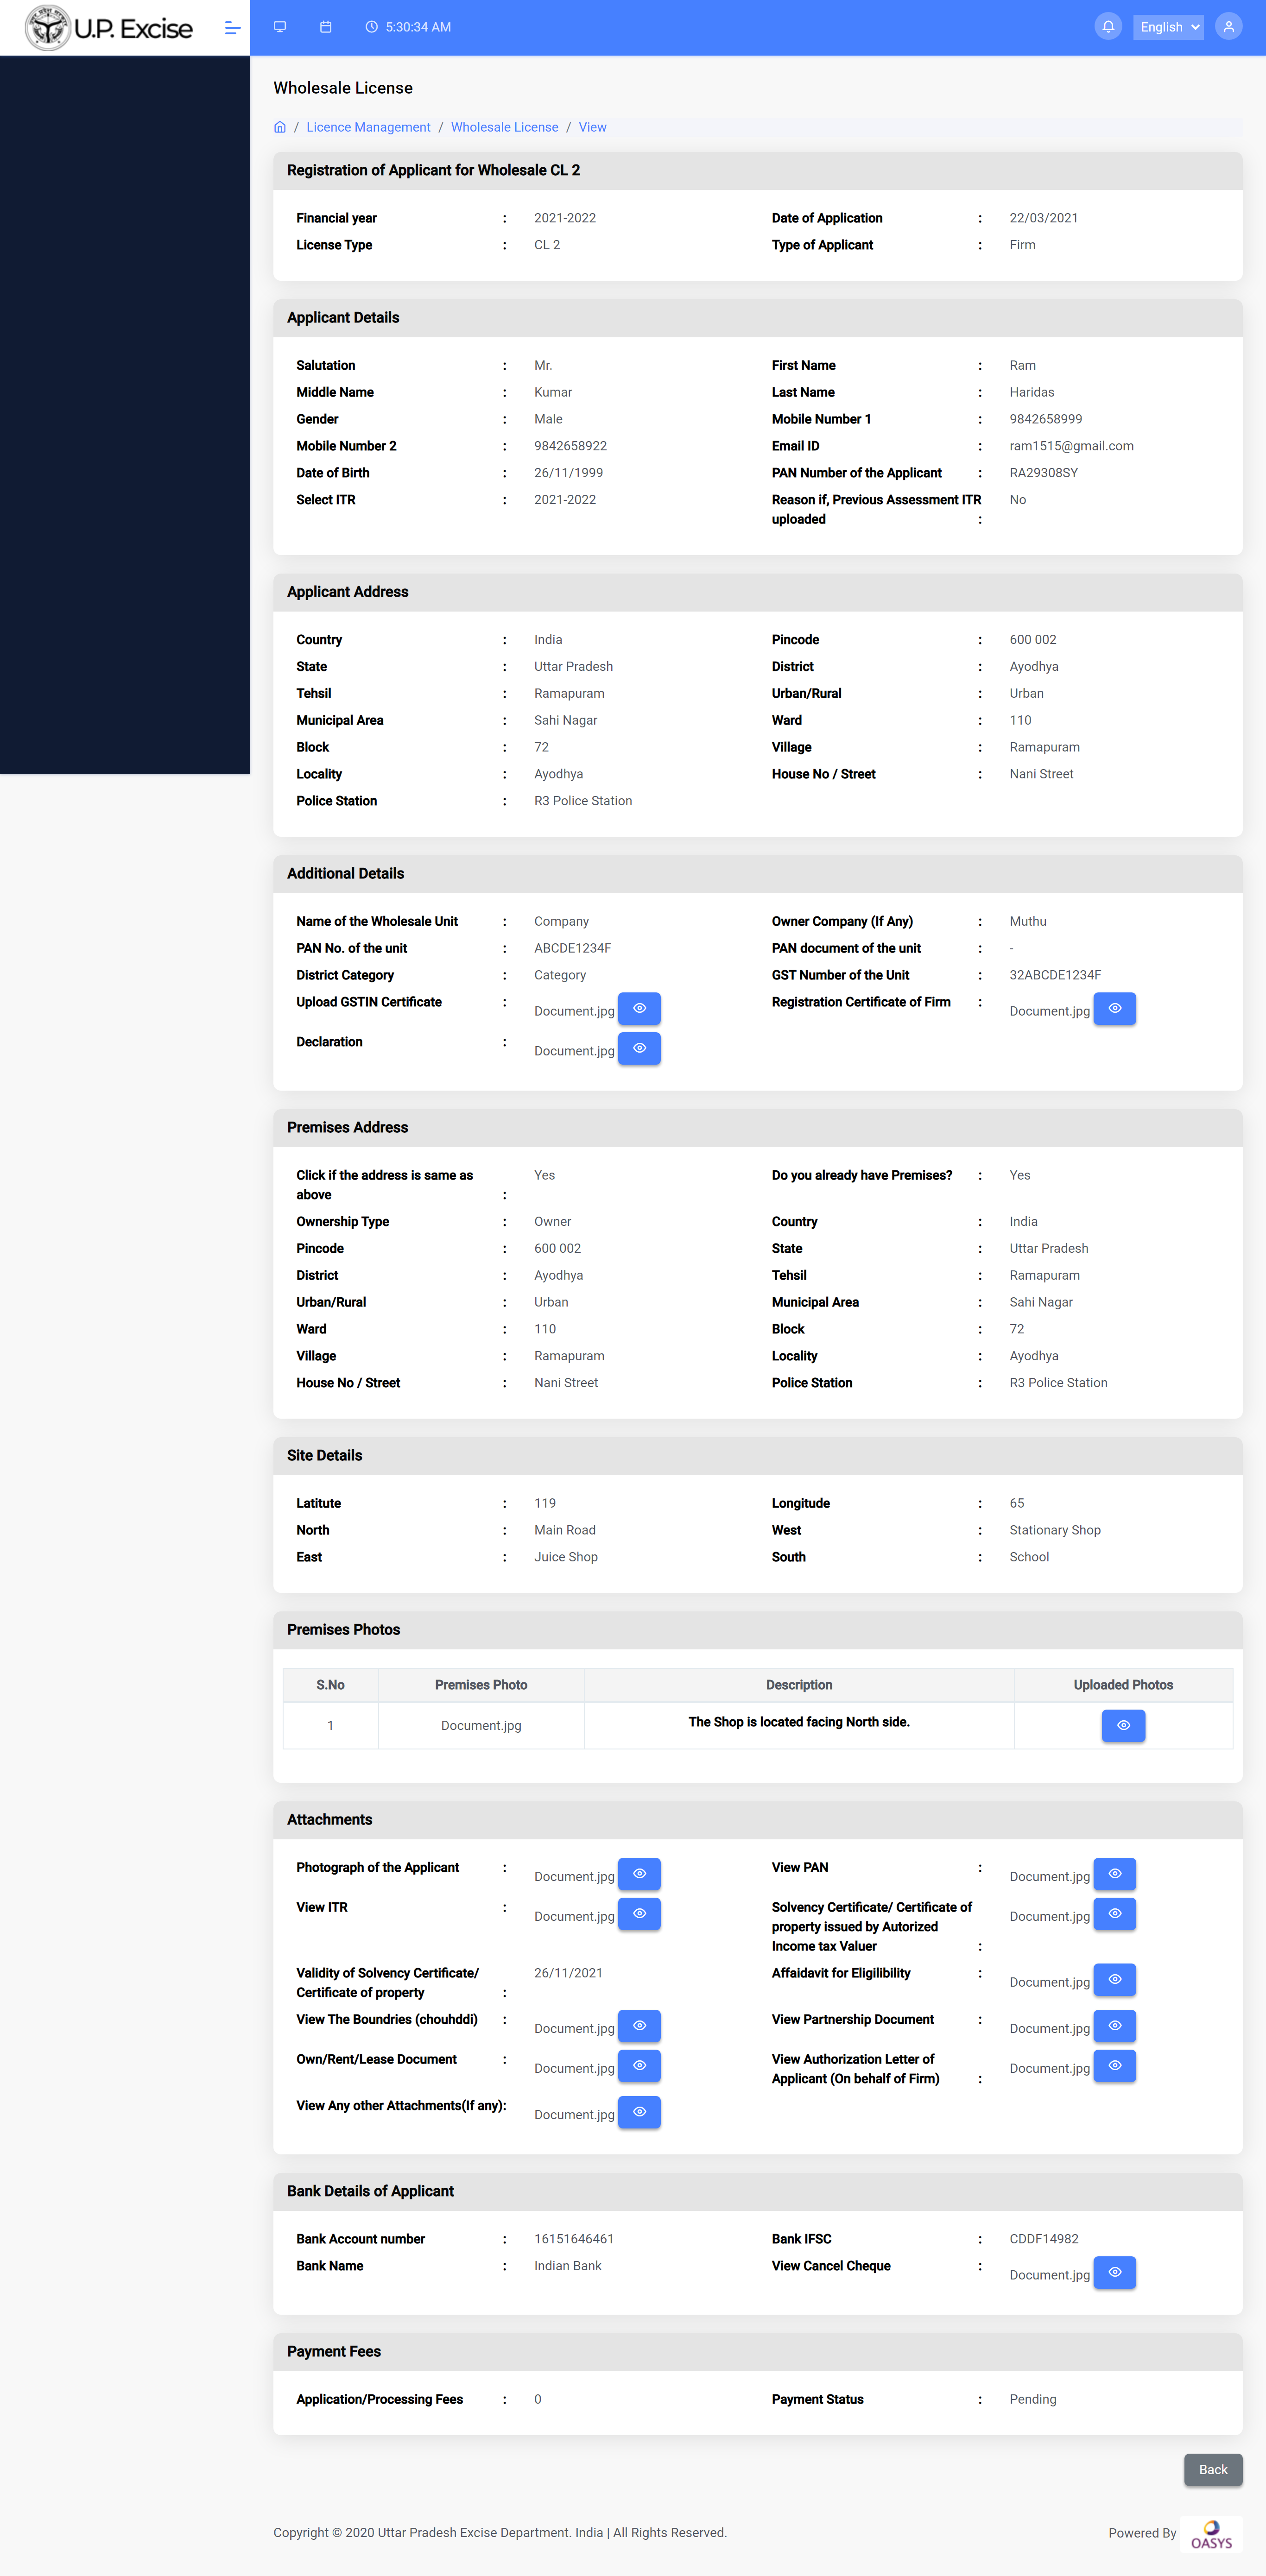 U.P. Excise
5:30:34 AM
English
Wholesale License
/ Licence Management / Wholesale License / View
Registration of Applicant for Wholesale CL 2
Financial year : 2021-2022 Date of Application : 22/03/2021
License Type : CL 2 Type of Applicant : Firm
Applicant Details
Salutation : Mr. First Name : Ram
Middle Name : Kumar Last Name : Haridas
Gender : Male Mobile Number 1 : 9842658999
Mobile Number 2 : 9842658922 Email ID : ram1515@gmail.com
Date of Birth : 26/11/1999 PAN Number of the Applicant : RA29308SY
Select ITR : 2021-2022 Reason if, Previous Assessment ITR No
uploaded :
Applicant Address
Country : India Pincode : 600 002
State : Uttar Pradesh District : Ayodhya
Tehsil : Ramapuram Urban/Rural : Urban
Municipal Area : Sahi Nagar Ward : 110
Block : 72 Village : Ramapuram
Locality : Ayodhya House No / Street : Nani Street
Police Station : R3 Police Station
Additional Details
Name of the Wholesale Unit : Company Owner Company (If Any) : Muthu
PAN No. of the unit : ABCDE1234F PAN document of the unit : -
District Category : Category GST Number of the Unit : 32ABCDE1234F
Upload GSTIN Certificate : Document.jpg Registration Certificate of Firm : Document.jpg
Declaration : Document.jpg
Premises Address
Click if the address is same as Yes Do you already have Premises? : Yes
above :
Ownership Type : Owner Country : India
Pincode : 600 002 State : Uttar Pradesh
District : Ayodhya Tehsil : Ramapuram
Urban/Rural : Urban Municipal Area : Sahi Nagar
Ward : 110 Block : 72
Village : Ramapuram Locality : Ayodhya
House No / Street : Nani Street Police Station : R3 Police Station
Site Details
Latitute : 119 Longitude : 65
North : Main Road West : Stationary Shop
East : Juice Shop South : School
Premises Photos
S.No Premises Photo Description Uploaded Photos
1 Document.jpg The Shop is located facing North side.
Attachments
Photograph of the Applicant : Document.jpg View PAN : Document.jpg
View ITR : Document.jpg Solvency Certificate/ Certificate of Document.jpg
property issued by Autorized
Income tax Valuer :
Validity of Solvency Certificate/ 26/11/2021 Affaidavit for Eligilibility : Document.jpg
Certificate of property :
View The Boundries (chouhddi) : Document.jpg View Partnership Document : Document.jpg
Own/Rent/Lease Document : Document.jpg View Authorization Letter of Document.jpg
Applicant (On behalf of Firm) :
View Any other Attachments(If any): Document.jpg
Bank Details of Applicant
Bank Account number : 16151646461 Bank IFSC : CDDF14982
Bank Name : Indian Bank View Cancel Cheque : Document.jpg
Payment Fees
Application/Processing Fees : 0 Payment Status : Pending
Back
Copyright © 2020 Uttar Pradesh Excise Department. India | All Rights Reserved. Powered By OASYS